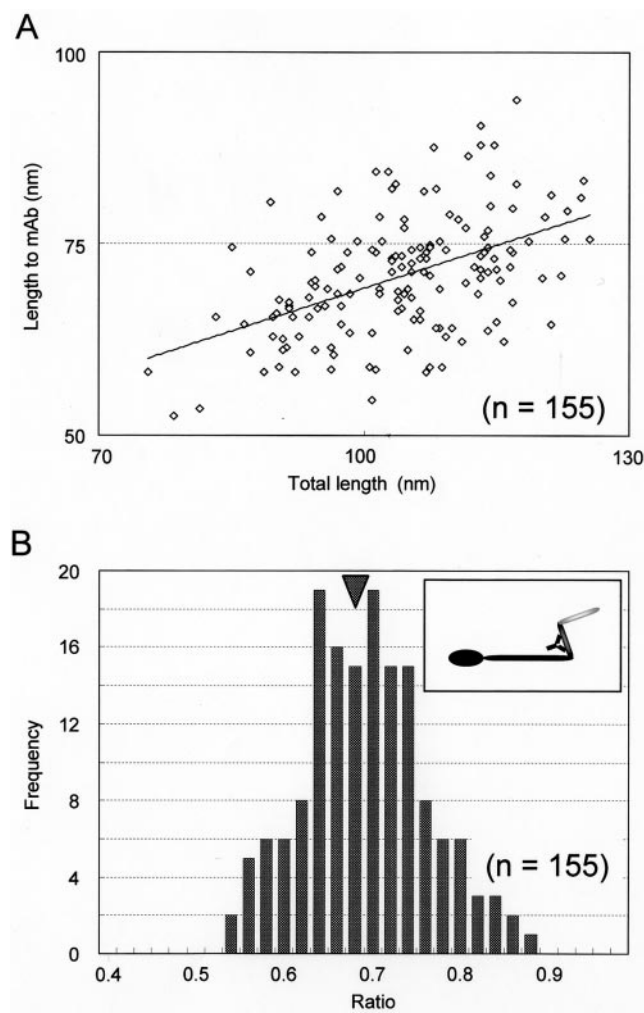 A
100
75
50
Length to mAb (nm)
(n = 155)
70
100
130
Total length (nm)
B
20
16
12
8
4
0
Frequency
(n = 155)
0.4
0.5
0.6
0.7
0.8
0.9
Ratio